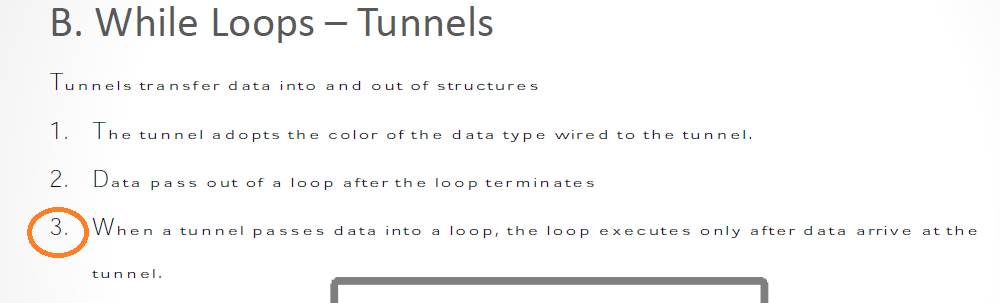 B. While Loops – Tunnels
Tunnels transfer data into and out of structures
1. The tunnel adopts the color of the data type wired to the tunnel.
2. Data pass out of a loop after the loop terminates
3. When a tunnel passes data into a loop, the loop executes only after data arrive at the
tunnel.